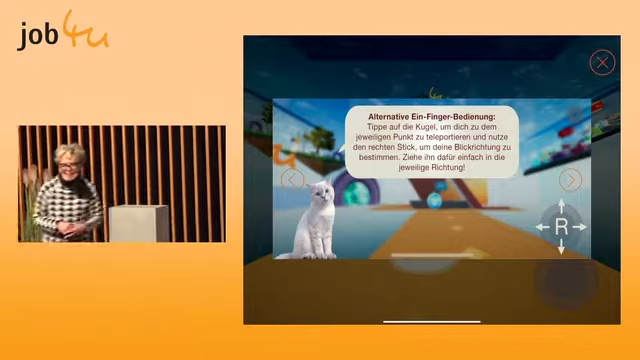 job4u
Alternative Ein-Finger-Bedienung:
Tippe auf die Kugel, um dich zu dem
jeweiligen Punkt zu teleportieren und nutze
den rechten Stick, um deine Blickrichtung zu
bestimmen. Ziehe ihn dafür einfach in die
jeweilige Richtung!
R